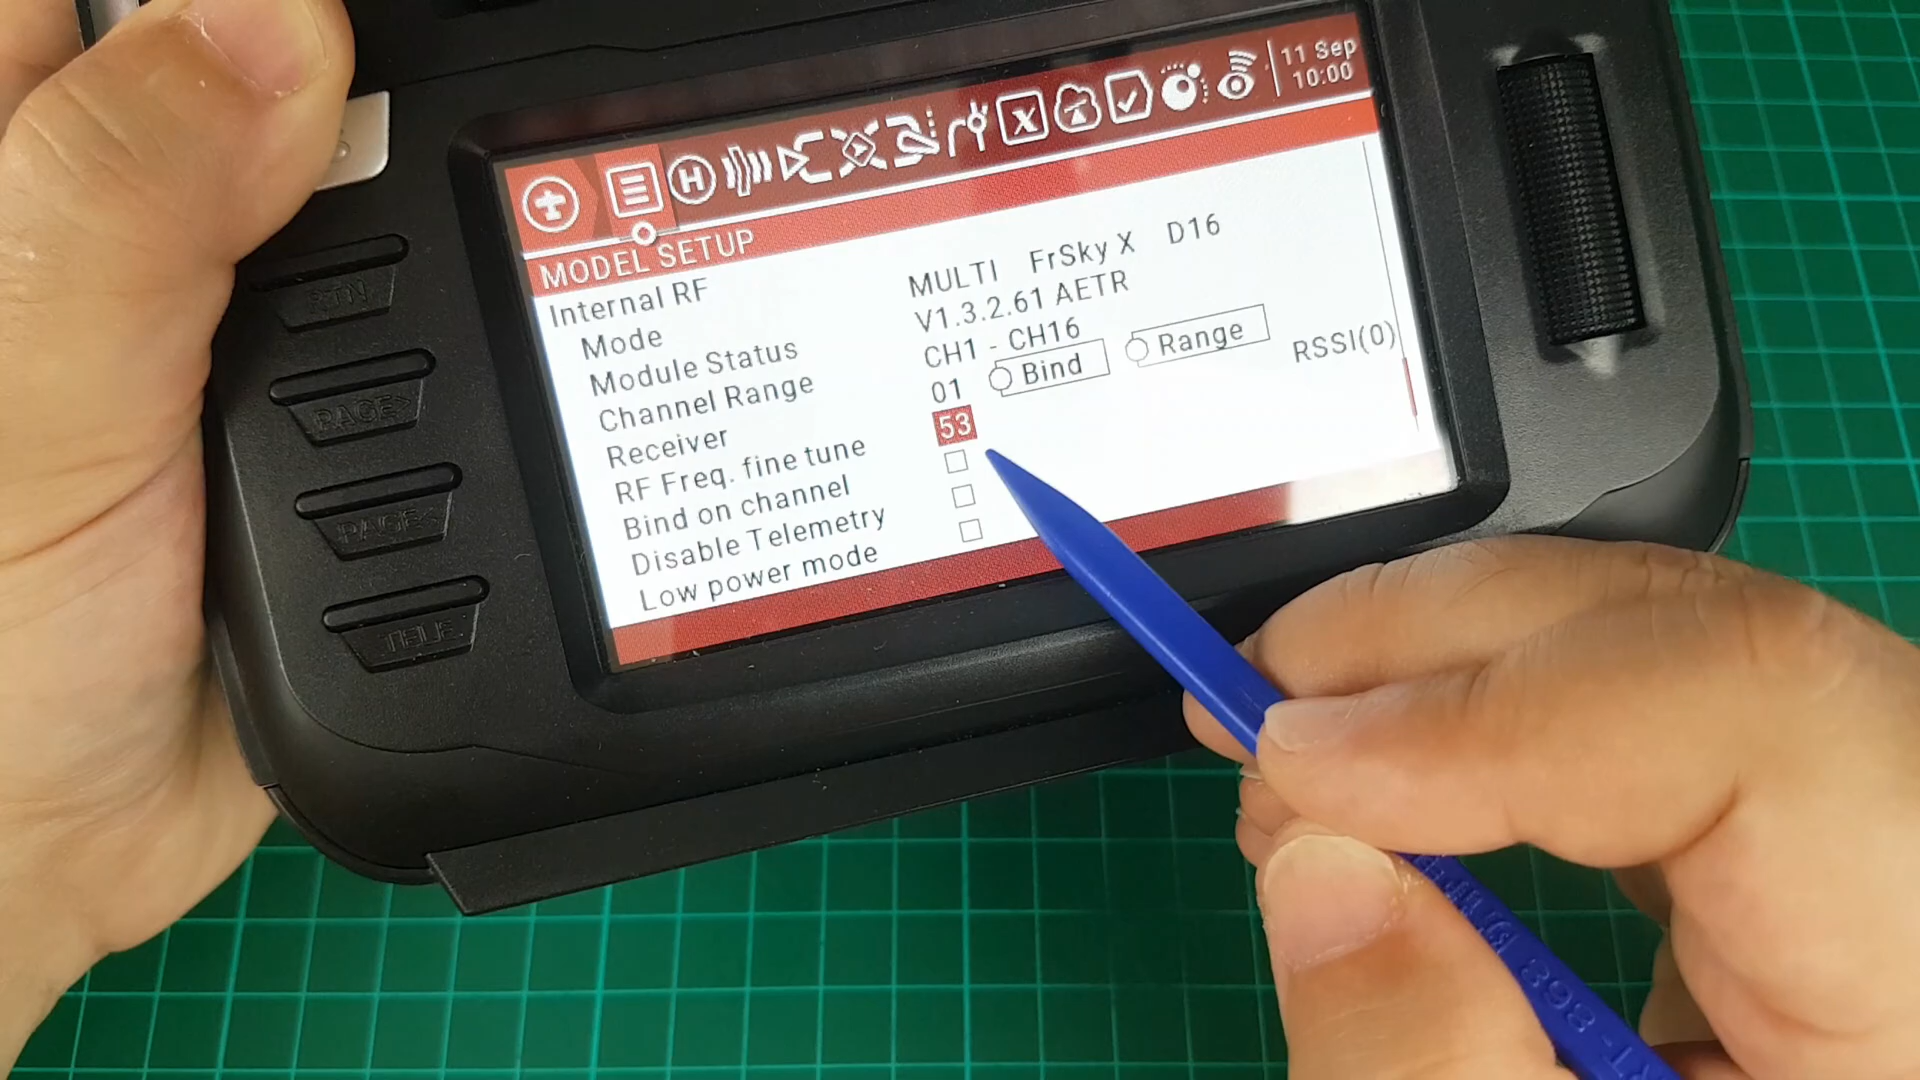 11 Sep
10:00
MODEL SETUP
Internal RF
Mode MULTI FrSky X D16
Module Status V1.3.2.61 AETR
Channel Range CH1 - CH16
Receiver 01 Bind Range RSSI(0)
RF Freq. fine tune 53
Bind on channel
Disable Telemetry
Low power mode
RTN
PAGE>
PAGE<
TELE
H
X
RT-868